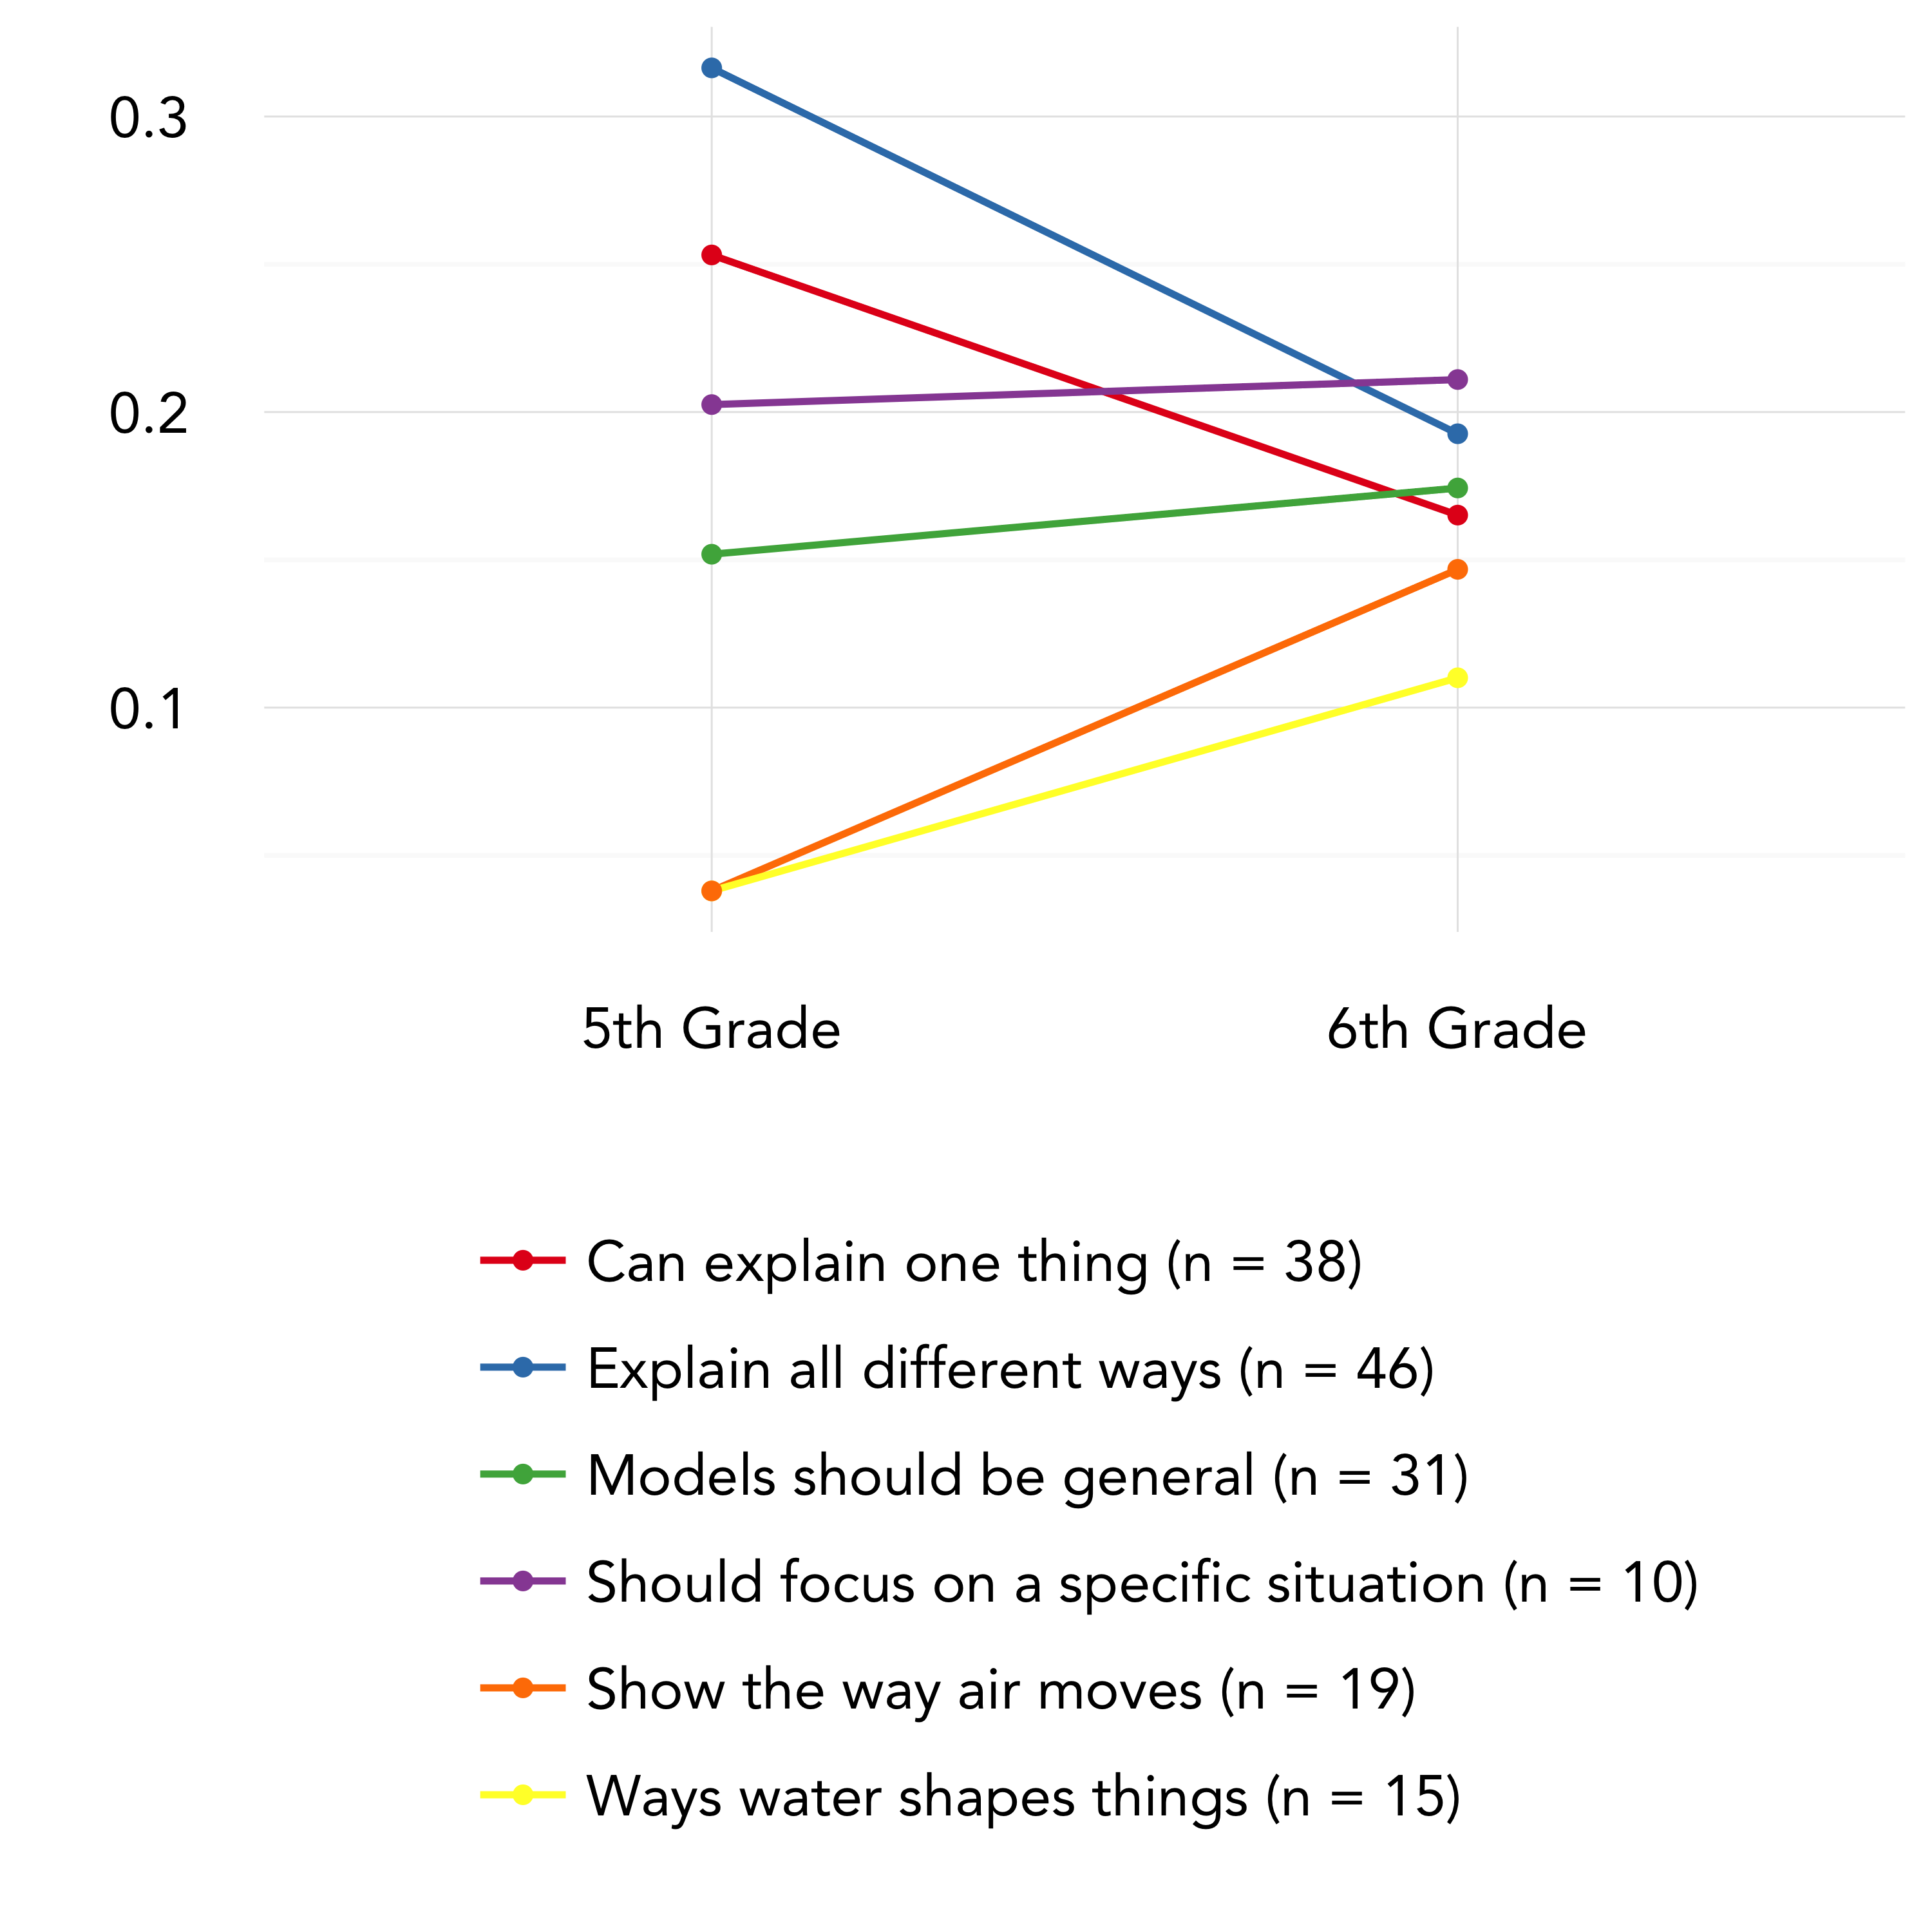 0.3
0.2
0.1
5th Grade
6th Grade
Can explain one thing (n = 38)
Explain all different ways (n = 46)
Models should be general (n = 31)
Should focus on a specific situation (n = 10)
Show the way air moves (n = 19)
Ways water shapes things (n = 15)